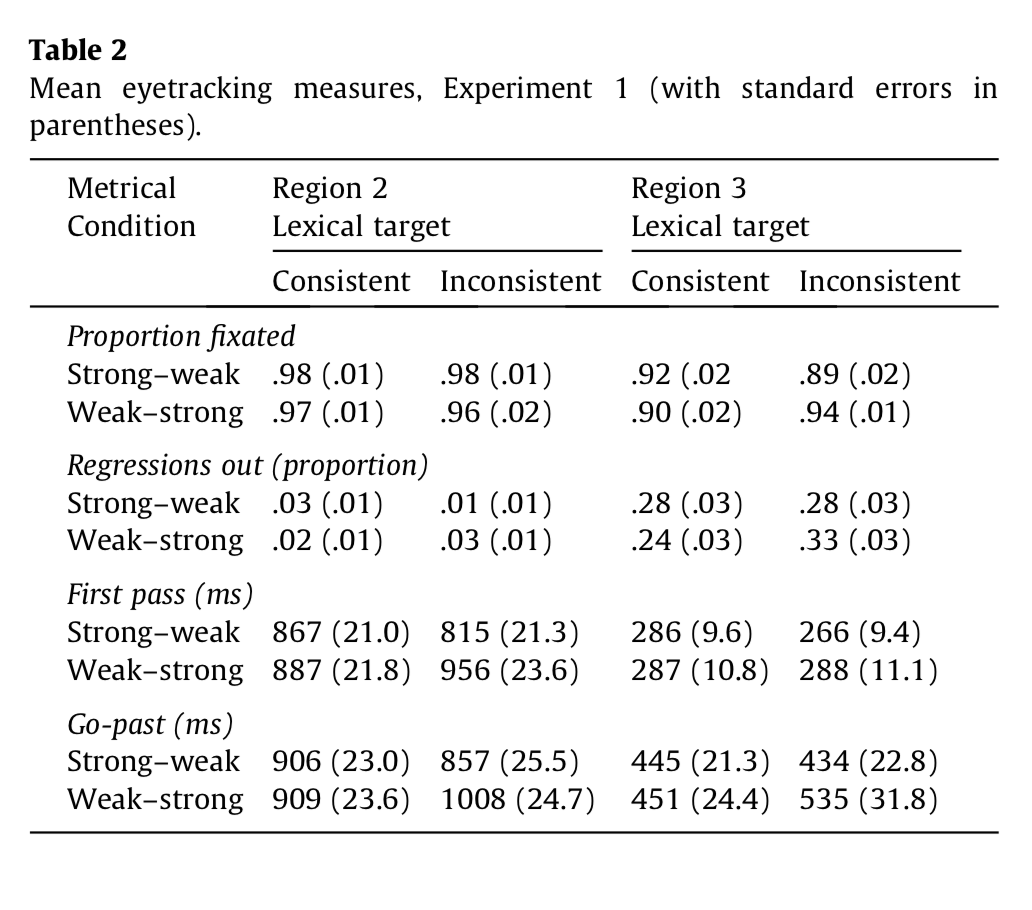 Table 2
Mean eyetracking measures, Experiment 1 (with standard errors in
parentheses).
Metrical Region 2 Region 3
Condition Lexical target Lexical target
Consistent Inconsistent Consistent Inconsistent
Proportion fixated
Strong–weak .98 (.01) .98 (.01) .92 (.02 .89 (.02)
Weak–strong .97 (.01) .96 (.02) .90 (.02) .94 (.01)
Regressions out (proportion)
Strong–weak .03 (.01) .01 (.01) .28 (.03) .28 (.03)
Weak–strong .02 (.01) .03 (.01) .24 (.03) .33 (.03)
First pass (ms)
Strong–weak 867 (21.0) 815 (21.3) 286 (9.6) 266 (9.4)
Weak–strong 887 (21.8) 956 (23.6) 287 (10.8) 288 (11.1)
Go-past (ms)
Strong–weak 906 (23.0) 857 (25.5) 445 (21.3) 434 (22.8)
Weak–strong 909 (23.6) 1008 (24.7) 451 (24.4) 535 (31.8)